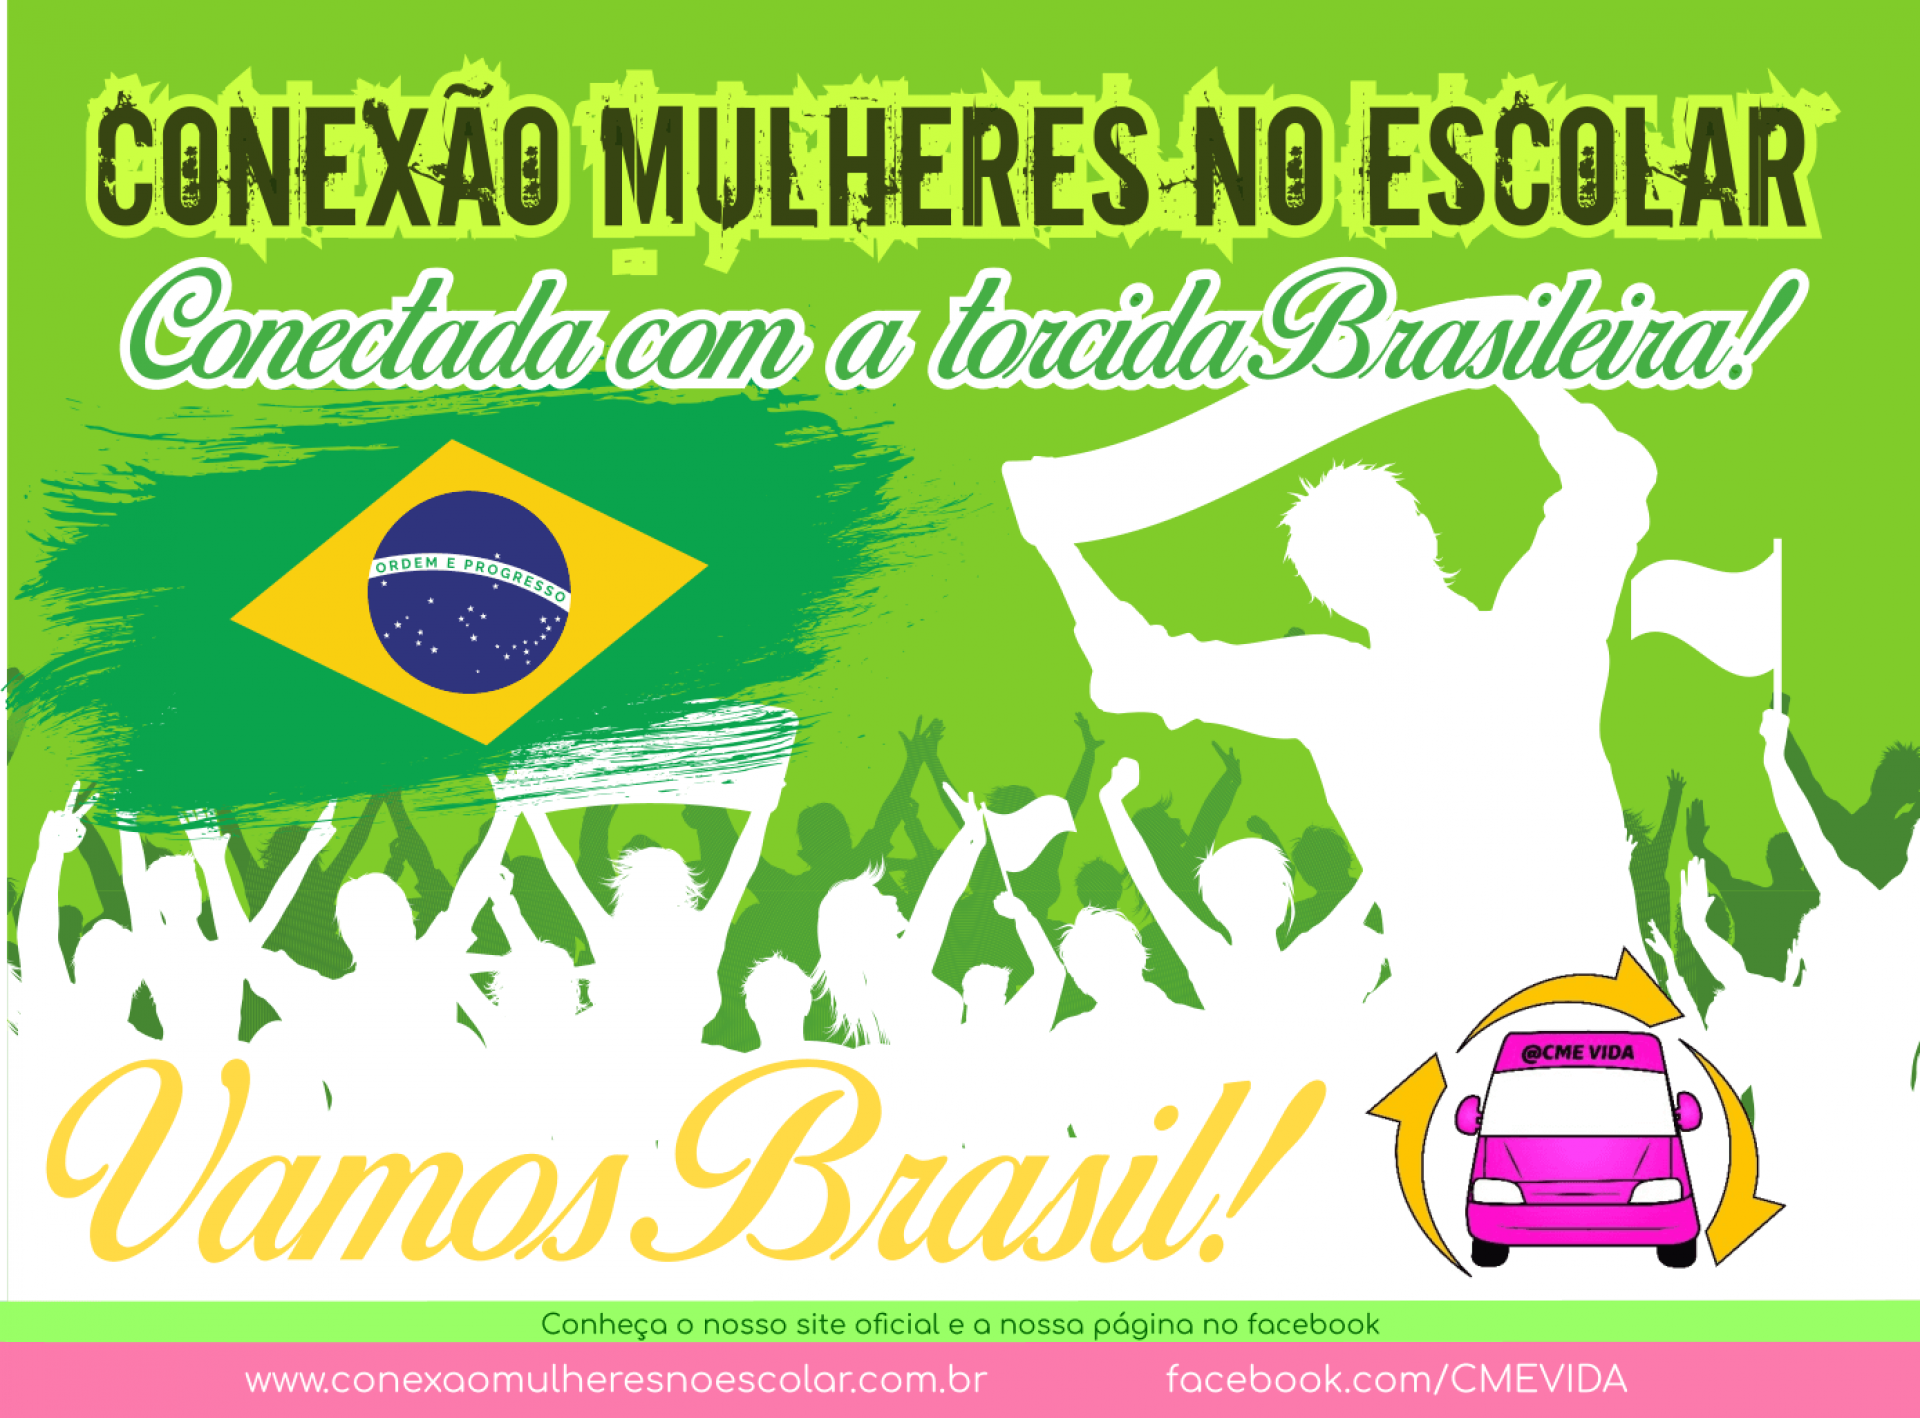 CONEXÃO MULHERES NO ESCOLAR
Conectada com a torcida Brasileira!
ORDEM E PROGRESSO
Vamos Brasil!
@CME VIDA
Conheça o nosso site oficial e a nossa página no facebook
www.conexaomulheresnoescolar.com.br
facebook.com/CMEVIDA